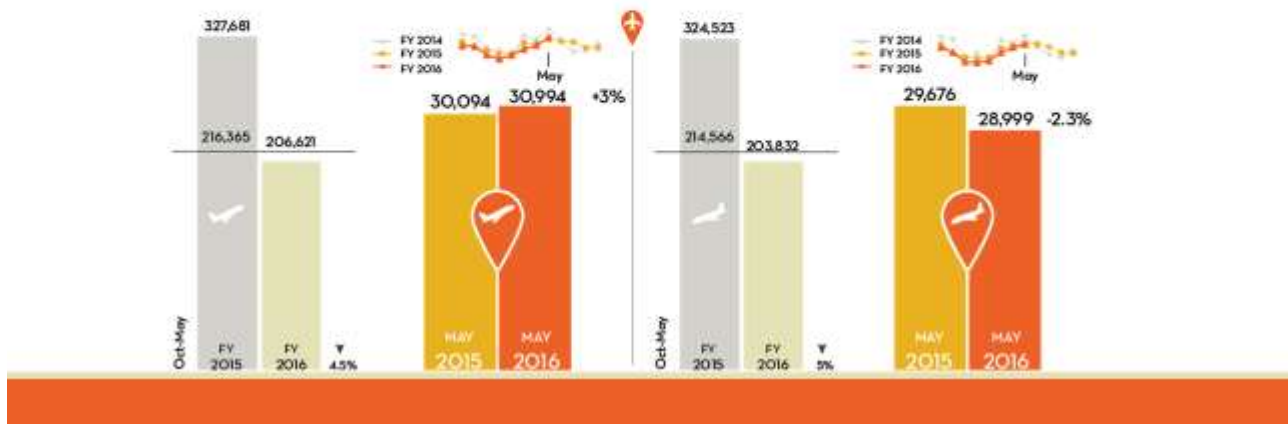 327,681
FY 2014
FY 2015
FY 2016
May
216,365
206,621
30,094
30,994
+3%
Oct-May
FY
2015
FY
2016
▼
4.5%
MAY
2015
MAY
2016
324,523
FY 2014
FY 2015
FY 2016
May
214,566
203,832
29,676
28,999
-2.3%
Oct-May
FY
2015
FY
2016
▼
5%
MAY
2015
MAY
2016